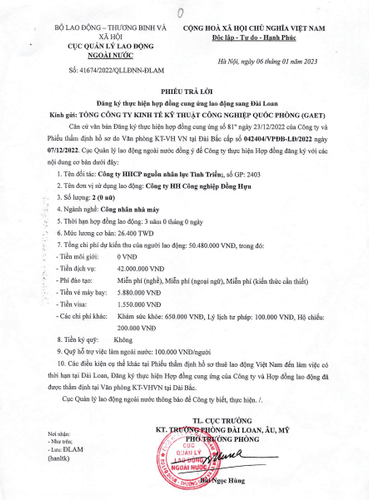 BỘ LAO ĐỘNG – THƯƠNG BINH VÀ
XÃ HỘI
CỤC QUẢN LÝ LAO ĐỘNG
NGOÀI NƯỚC
Số: 41674/2022/QLLĐNN-ĐLAM
CỘNG HOÀ XÃ HỘI CHỦ NGHĨA VIỆT NAM
Độc lập - Tự do - Hạnh Phúc
Hà Nội, ngày 06 tháng 01 năm 2023
PHIẾU TRẢ LỜI
Đăng ký thực hiện hợp đồng cung ứng lao động sang Đài Loan
Kính gửi: TỔNG CÔNG TY KINH TẾ KỸ THUẬT CÔNG NGHIỆP QUỐC PHÒNG (GAET)
Căn cứ văn bản Đăng ký thực hiện hợp đồng cung ứng số 81" ngày 23/12/2022 của Công ty và
Phiếu thẩm định hồ sơ do Văn phòng KT-VH VN tại Đài Bắc cấp số 042404/VPĐB-LĐ/2022 ngày
07/12/2022. Cục Quản lý lao động ngoài nước đồng ý để Công ty thực hiện Hợp đồng đăng ký với các
nội dung cơ bản dưới đây:
1. Tên đối tác: Công ty HHCP nguồn nhân lực Tinh Triển;, số GP: 2403
2. Tên đơn vị sử dụng lao động: Công ty HH Công nghiệp Đồng Hựu
3. Số lượng: 2 (0 nữ)
4. Ngành nghề: Công nhân nhà máy
5. Thời hạn hợp đồng lao động: 3 năm 0 tháng 0 ngày
6. Mức lương cơ bản: 26.400 TWD
7. Tổng chi phí dự kiến thu của người lao động: 50.480.000 VNĐ, trong đó:
- Tiền môi giới: 0 VNĐ
- Tiền dịch vụ: 42.000.000 VNĐ
- Phí đào tạo: Miễn phí (nghề), Miễn phí (ngoại ngữ), Miễn phí (kiến thức cần thiết)
- Tiền vé máy bay: 5.880.000 VNĐ
- Tiền visa: 1.550.000 VNĐ
- Các chi phí khác: Khám sức khỏe: 650.000 VNĐ, Lý lịch tư pháp: 100.000 VNĐ, Hộ chiếu:
200.000 VNĐ
8. Tiền ký quỹ: Không
9. Quỹ hỗ trợ việc làm ngoài nước: 100.000 VNĐ/người
10. Các điều kiện cụ thể khác tại Phiếu thẩm định hồ sơ thuê lao động Việt Nam đến làm việc có
thời hạn tại Đài Loan, Đăng ký thực hiện Hợp đồng cung ứng của Công ty và Hợp đồng lao động đã
được thẩm định tại Văn phòng KT-VHVN tại Đài Bắc.
Cục Quản lý lao động ngoài nước thông báo để Công ty biết, thực hiện. /.
TL. CỤC TRƯỞNG
KT. TRƯỞNG PHÒNG ĐÀI LOAN, ÂU, MỸ
PHÓ TRƯỞNG PHÒNG
Nơi nhận:
- Như trên;
- Lưu: ĐLAM
(hanltk)
CỤC
QUẢN LÝ
LAO ĐỘNG
NGOÀI NƯỚC
Bùi Ngọc Hùng